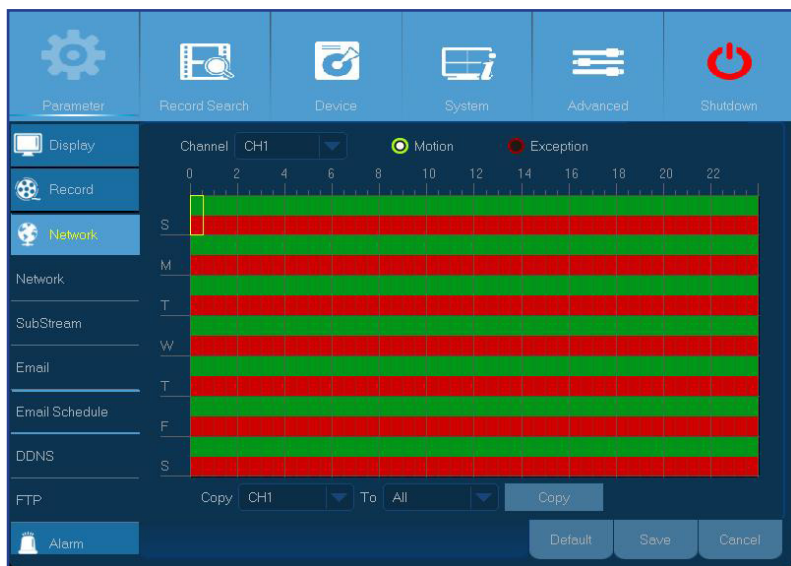 Parameter
Record Search
Device
System
Advanced
Shutdown
Display
Record
Network
Network
SubStream
Email
Email Schedule
DDNS
FTP
Alarm
Channel CH1 Motion Exception
0 2 4 6 8 10 12 14 16 18 20 22
S
M
T
W
T
F
S
Copy CH1 To All Copy
Default Save Cancel